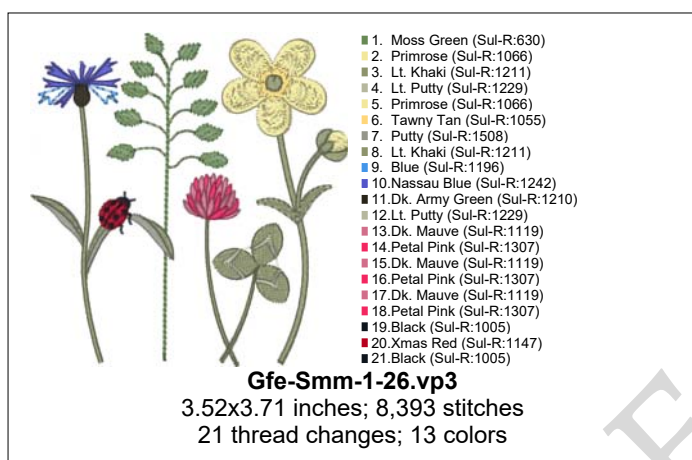 1. Moss Green (Sul-R:630)
2. Primrose (Sul-R:1066)
3. Lt. Khaki (Sul-R:1211)
4. Lt. Putty (Sul-R:1229)
5. Primrose (Sul-R:1066)
6. Tawny Tan (Sul-R:1055)
7. Putty (Sul-R:1508)
8. Lt. Khaki (Sul-R:1211)
9. Blue (Sul-R:1196)
10.Nassau Blue (Sul-R:1242)
11.Dk. Army Green (Sul-R:1210)
12.Lt. Putty (Sul-R:1229)
13.Dk. Mauve (Sul-R:1119)
14.Petal Pink (Sul-R:1307)
15.Dk. Mauve (Sul-R:1119)
16.Petal Pink (Sul-R:1307)
17.Dk. Mauve (Sul-R:1119)
18.Petal Pink (Sul-R:1307)
19.Black (Sul-R:1005)
20.Xmas Red (Sul-R:1147)
21.Black (Sul-R:1005)
Gfe-Smm-1-26.vp3
3.52x3.71 inches; 8,393 stitches
21 thread changes; 13 colors